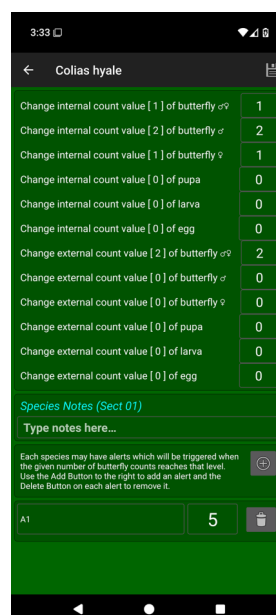 3:33
Colias hyale
Change internal count value [ 1 ] of butterfly ♂♀ 1
Change internal count value [ 2 ] of butterfly ♂ 2
Change internal count value [ 1 ] of butterfly ♀ 1
Change internal count value [ 0 ] of pupa 0
Change internal count value [ 0 ] of larva 0
Change internal count value [ 0 ] of egg 0
Change external count value [ 2 ] of butterfly ♂♀ 2
Change external count value [ 0 ] of butterfly ♂ 0
Change external count value [ 0 ] of butterfly ♀ 0
Change external count value [ 0 ] of pupa 0
Change external count value [ 0 ] of larva 0
Change external count value [ 0 ] of egg 0
Species Notes (Sect 01)
Type notes here...
Each species may have alerts which will be triggered when
the given number of butterfly counts reaches that level.
Use the Add Button to the right to add an alert and the
Delete Button on each alert to remove it.
A1 5